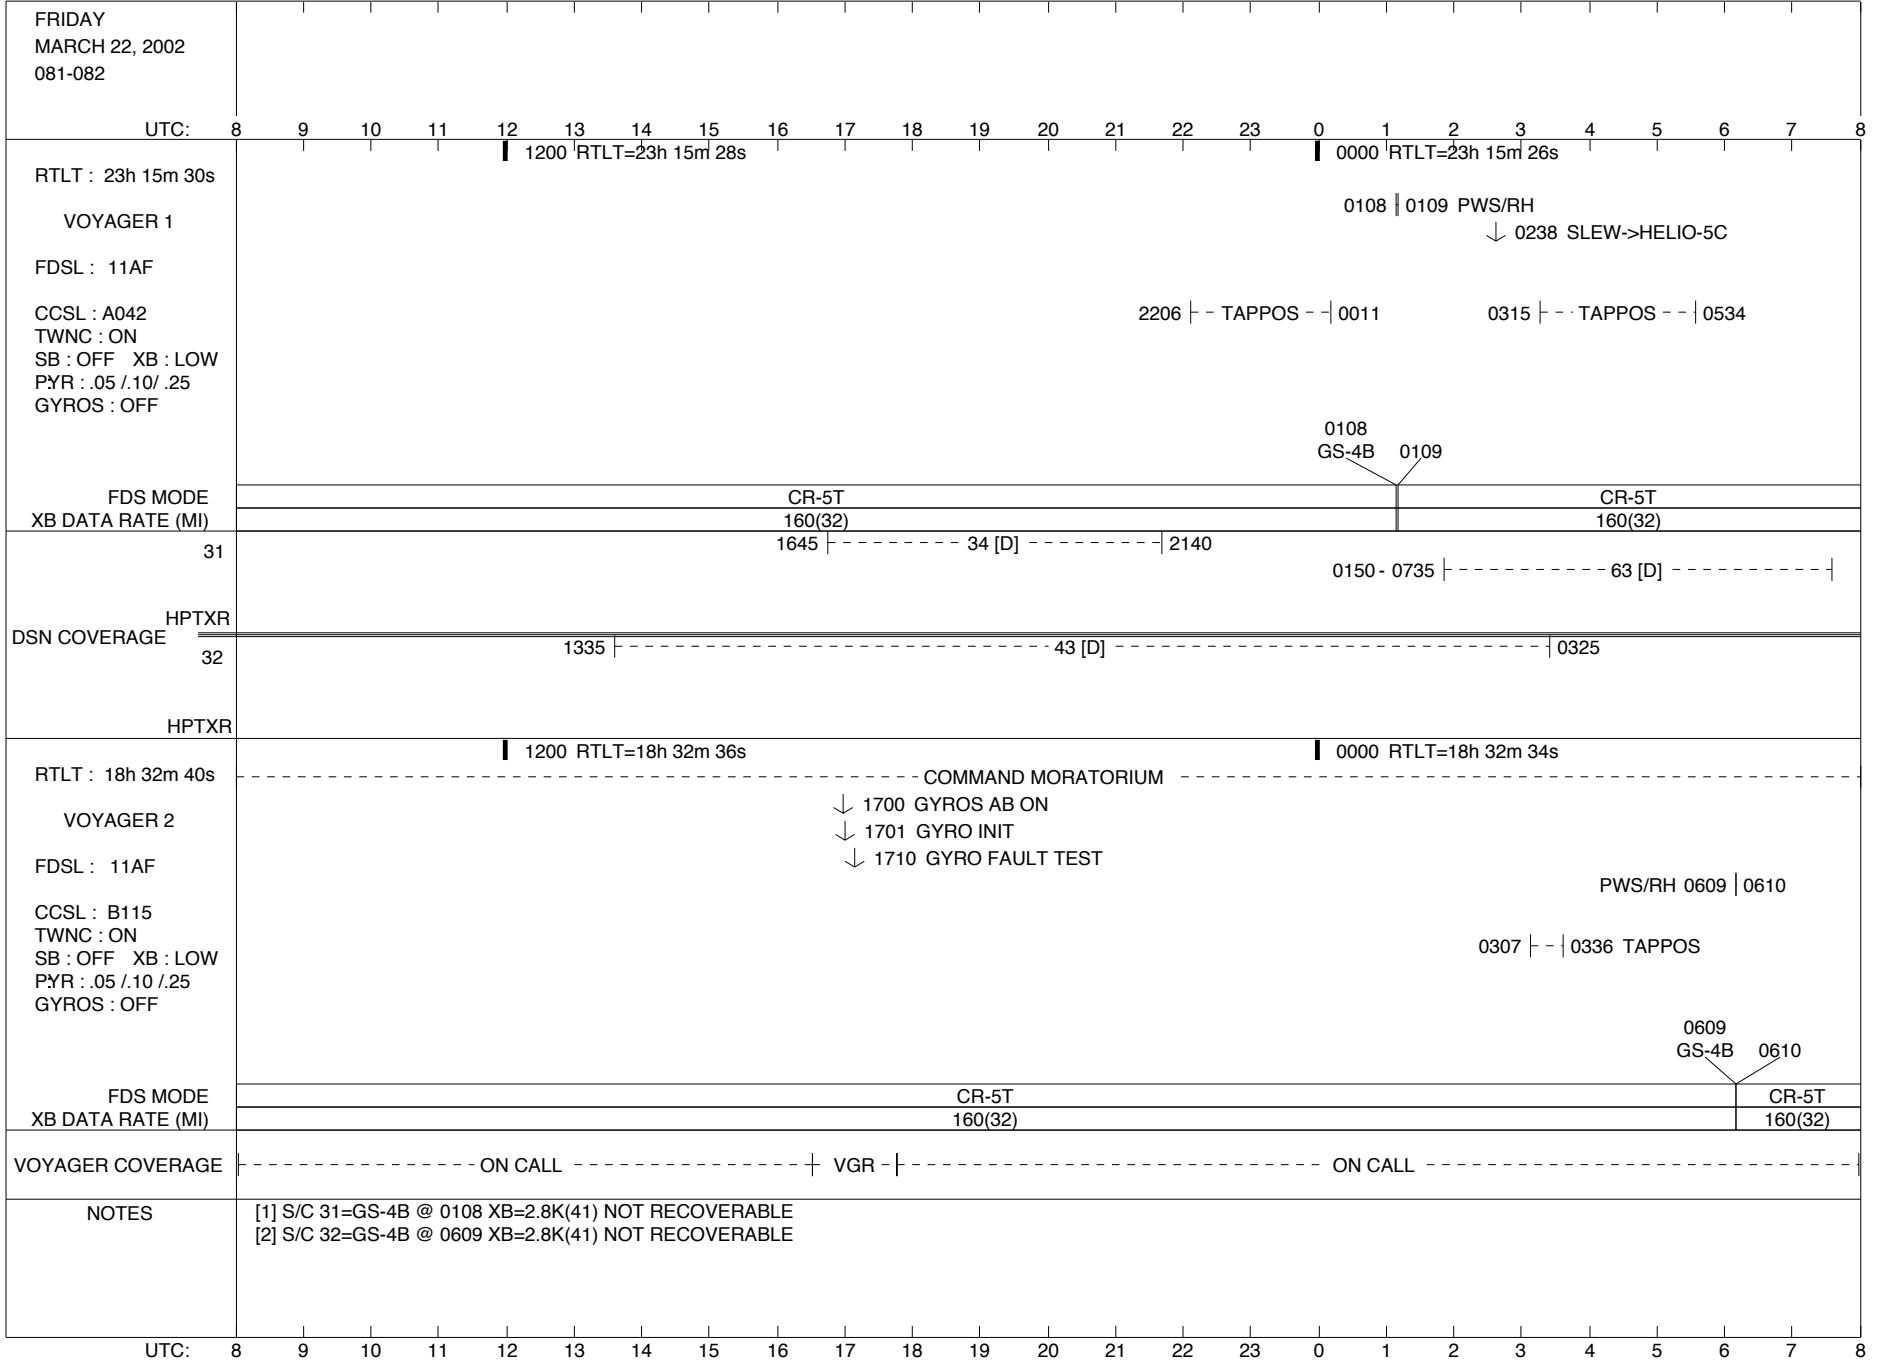 FRIDAY
MARCH 22, 2002
081-082
UTC: 8 9 10 11 12 13 14 15 16 17 18 19 20 21 22 23 0 1 2 3 4 5 6 7 8
1200 RTLT=23h 15m 28s 0000 RTLT=23h 15m 26s
RTLT : 23h 15m 30s
0108 0109 PWS/RH
VOYAGER 1
0238 SLEW->HELIO-5C
FDSL : 11AF
CCSL : A042
2206 TAPPOS 0011 0315 TAPPOS 0534
TWNC : ON
SB : OFF XB : LOW
P:YR : .05 /.10/ .25
GYROS : OFF
0108
GS-4B 0109
FDS MODE CR-5T CR-5T
XB DATA RATE (MI) 160(32) 160(32)
31 1645 34 [D] 2140
0150 - 0735 63 [D]
HPTXR
DSN COVERAGE
32 1335 43 [D] 0325
HPTXR
1200 RTLT=18h 32m 36s 0000 RTLT=18h 32m 34s
RTLT : 18h 32m 40s COMMAND MORATORIUM
1700 GYROS AB ON
VOYAGER 2
1701 GYRO INIT
1710 GYRO FAULT TEST
FDSL : 11AF
PWS/RH 0609 0610
CCSL : B115
TWNC : ON
0307 0336 TAPPOS
SB : OFF XB : LOW
P:YR : .05 /.10 /.25
GYROS : OFF
0609
GS-4B 0610
FDS MODE CR-5T CR-5T
XB DATA RATE (MI) 160(32) 160(32)
VOYAGER COVERAGE ON CALL VGR ON CALL
NOTES [1] S/C 31=GS-4B @ 0108 XB=2.8K(41) NOT RECOVERABLE
[2] S/C 32=GS-4B @ 0609 XB=2.8K(41) NOT RECOVERABLE
UTC: 8 9 10 11 12 13 14 15 16 17 18 19 20 21 22 23 0 1 2 3 4 5 6 7 8